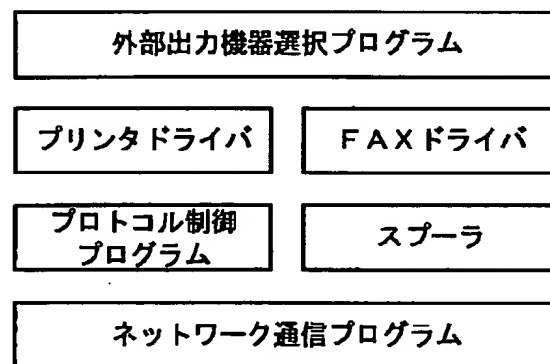 外部出力機器選択プログラム
プリンタドライバ
ＦＡＸドライバ
プロトコル制御
プログラム
スプーラ
ネットワーク通信プログラム